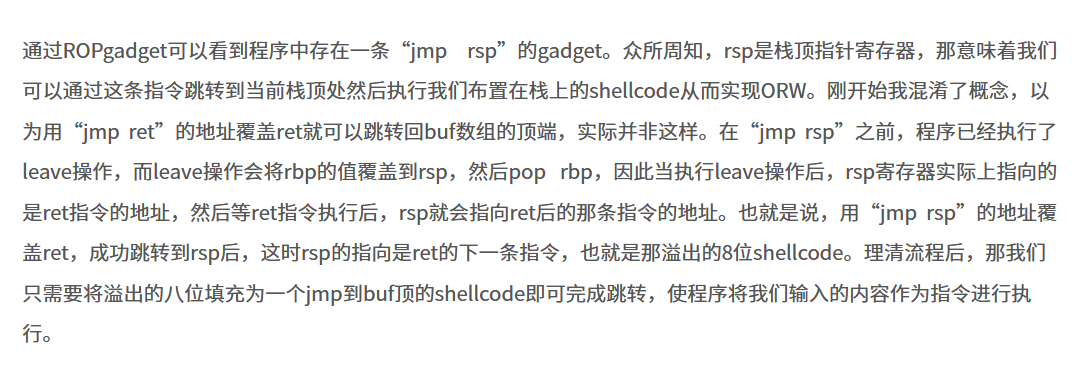 通过ROPgadget可以看到程序中存在一条“jmp rsp”的gadget。众所周知，rsp是栈顶指针寄存器，那意味着我们
可以通过这条指令跳转到当前栈顶处然后执行我们布置在栈上的shellcode从而实现ORW。刚开始我混淆了概念，以
为用“jmp ret”的地址覆盖ret就可以跳转回buf数组的顶端，实际并非这样。在“jmp rsp”之前，程序已经执行了
leave操作，而leave操作会将rbp的值覆盖到rsp，然后pop rbp，因此当执行leave操作后，rsp寄存器实际上指向的
是ret指令的地址，然后等ret指令执行后，rsp就会指向ret后的那条指令的地址。也就是说，用“jmp rsp”的地址覆
盖ret，成功跳转到rsp后，这时rsp的指向是ret的下一条指令，也就是那溢出的8位shellcode。理清流程后，那我们
只需要将溢出的八位填充为一个jmp到buf顶的shellcode即可完成跳转，使程序将我们输入的内容作为指令进行执
行。